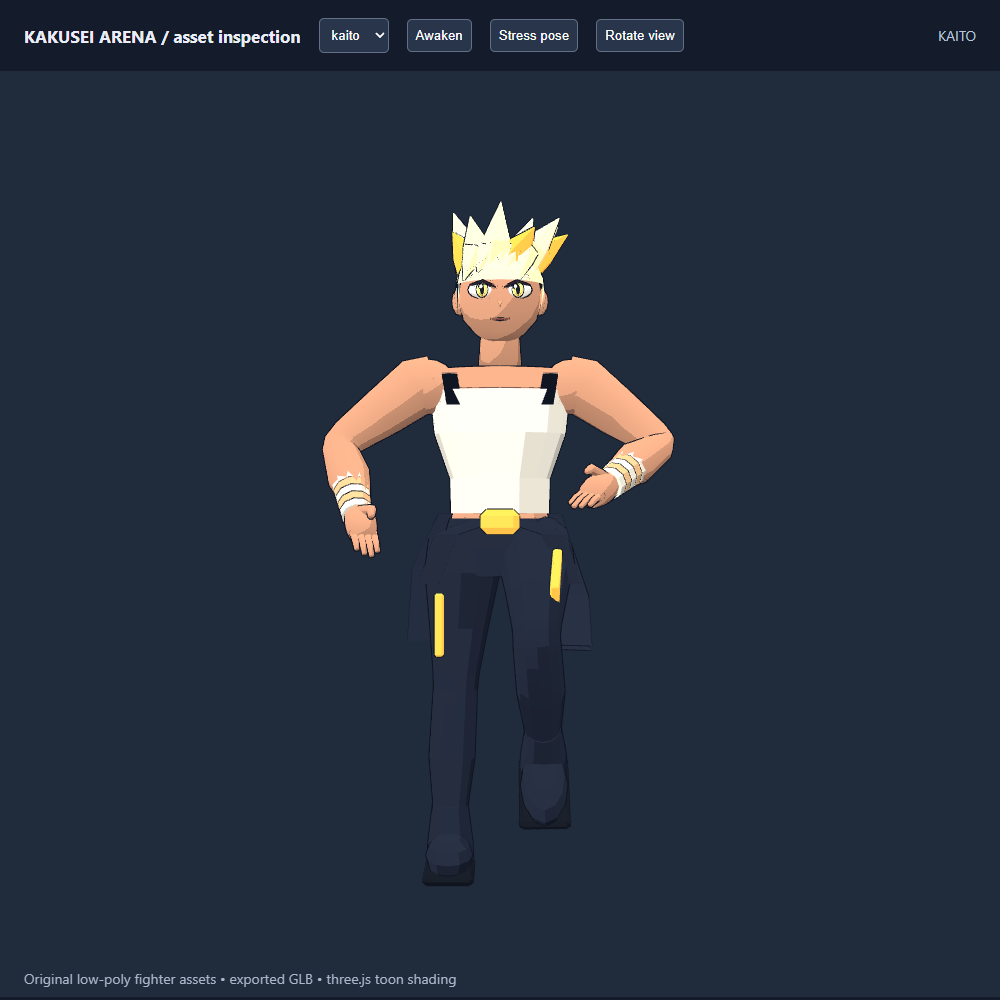 KAKUSEI ARENA / asset inspection kaito Awaken Stress pose Rotate view KAITO
Original low-poly fighter assets • exported GLB • three.js toon shading